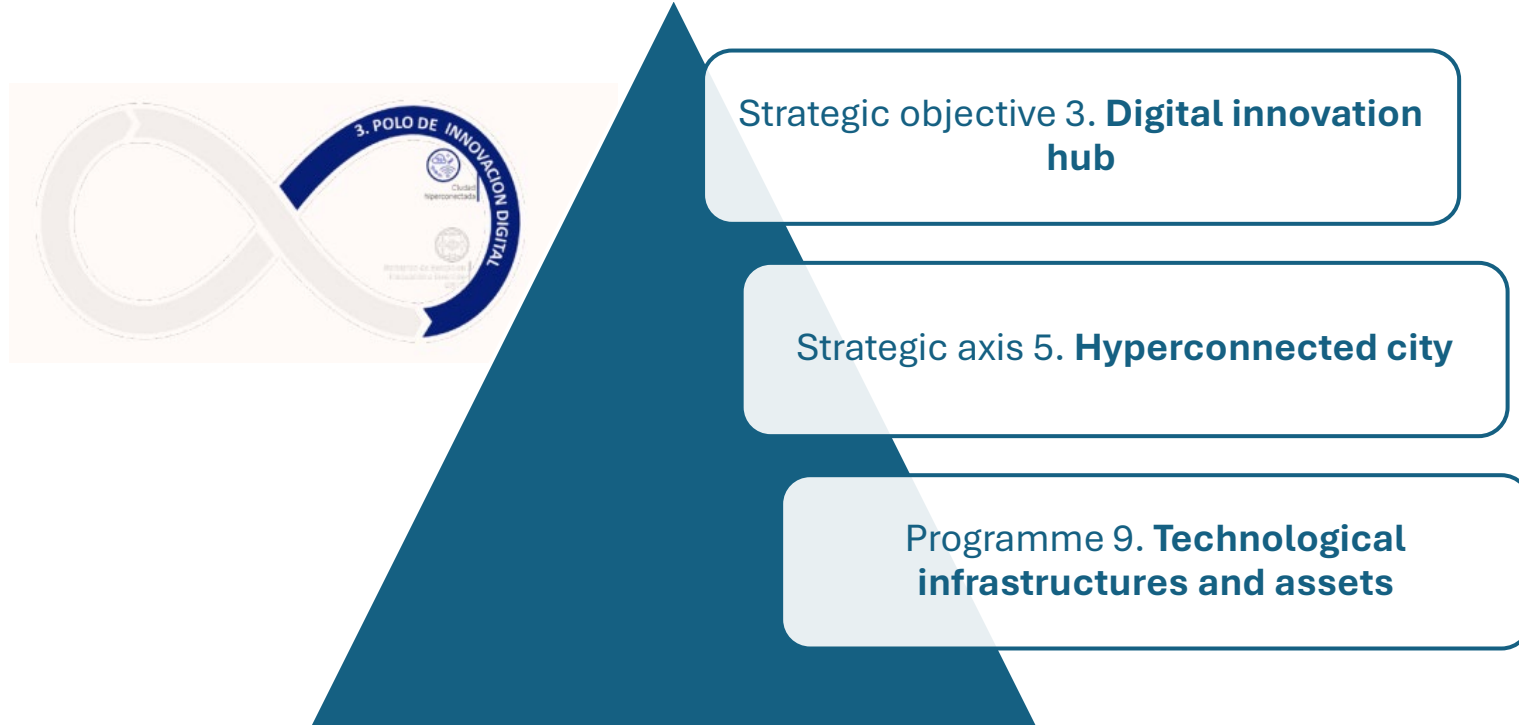 3. POLO DE INNOVACION DIGITAL
Ciudad
hiperconectada
Strategic objective 3. Digital innovation
hub
Strategic axis 5. Hyperconnected city
Programme 9. Technological
infrastructures and assets